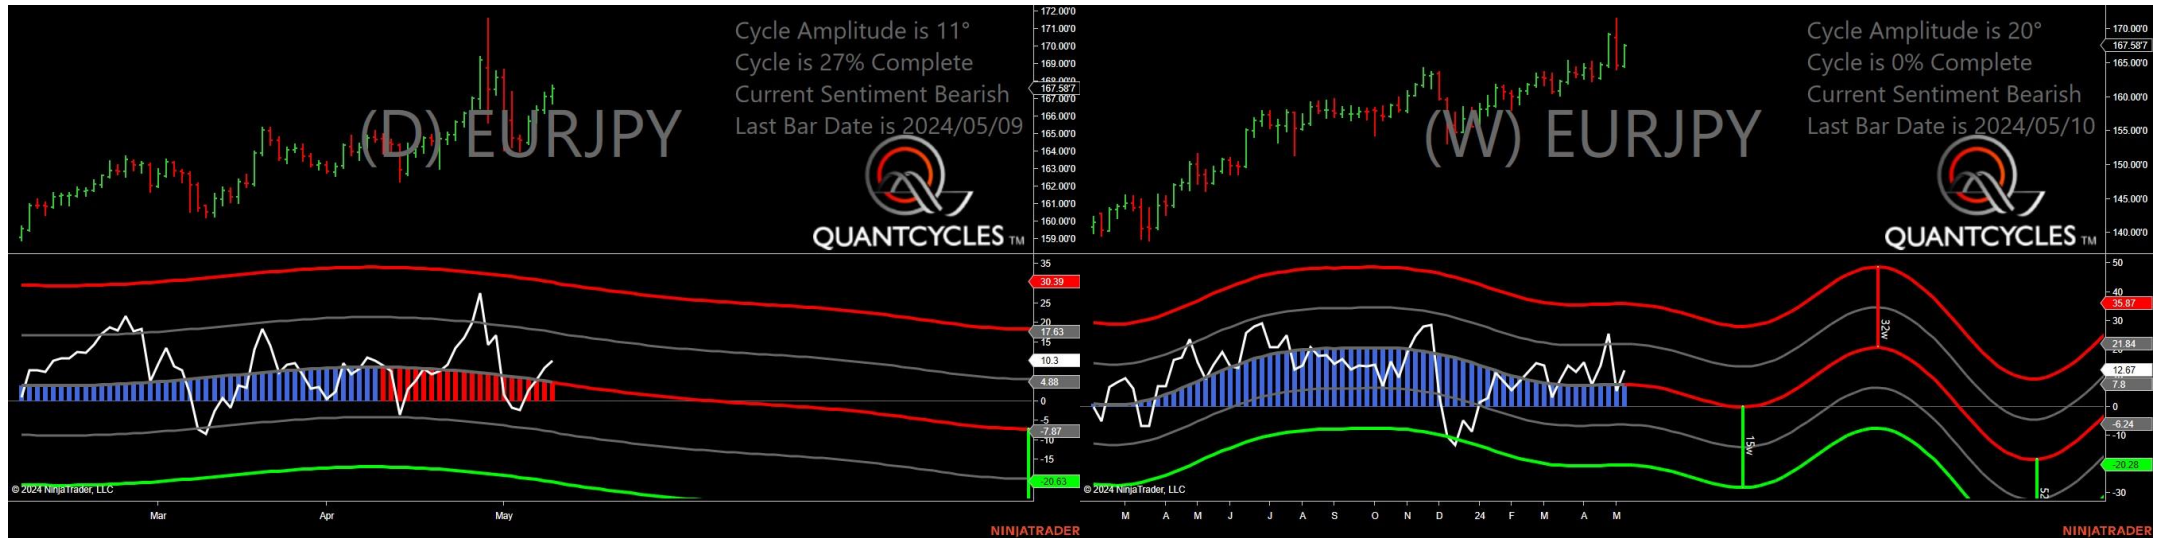 Cycle Amplitude is 11°
Cycle is 27% Complete
Current Sentiment Bearish
Last Bar Date is 2024/05/09
(D) EURJPY
QUANTCYCLES TM
172.00'0
171.00'0
170.00'0
169.00'0
168.00'0
167.58'7
167.00'0
166.00'0
165.00'0
164.00'0
163.00'0
162.00'0
161.00'0
160.00'0
159.00'0
35
30.39
25
20
17.63
15
10.3
4.88
0
-5
-7.87
-10
-15
-20.63
© 2024 NinjaTrader, LLC
Mar Apr May
NINJATRADER
Cycle Amplitude is 20°
Cycle is 0% Complete
Current Sentiment Bearish
Last Bar Date is 2024/05/10
(W) EURJPY
QUANTCYCLES TM
170.00'0
167.58'7
165.00'0
160.00'0
155.00'0
150.00'0
145.00'0
140.00'0
50
40
35.87
30
21.84
20
12.67
7.8
0
-6.24
-10
-20.28
-30
32w
15w
52
© 2024 NinjaTrader, LLC
M A M J J A S O N D 24 F M A M
NINJATRADER